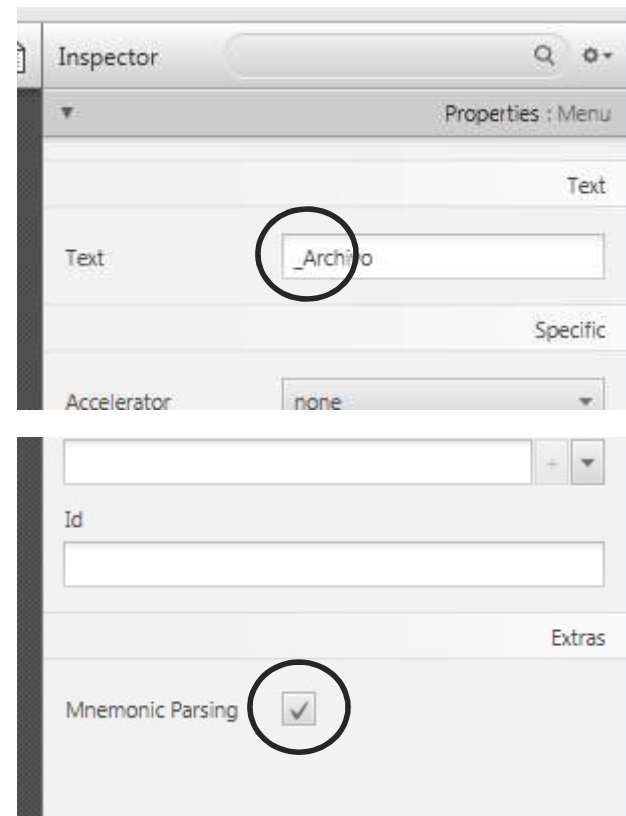 Inspector
Properties : Menu
Text
Text _Archivo
Specific
Accelerator none
Id
Extras
Mnemonic Parsing